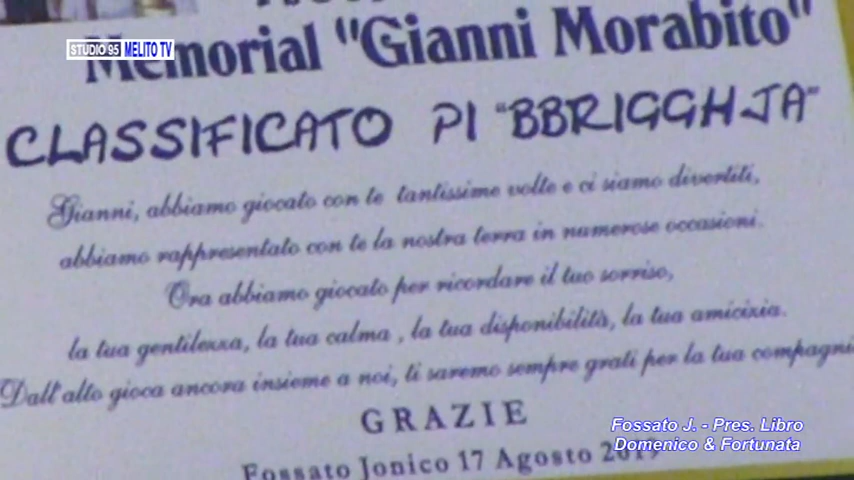 STUDIO 95 MELITO TV
Memorial "Gianni Morabito"
CLASSIFICATO PI "BBRIGGHJA"
Gianni, abbiamo giocato con te tantissime volte e ci siamo divertiti,
abbiamo rappresentato con te la nostra terra in numerose occasioni.
Ora abbiamo giocato per ricordare il tuo sorriso,
la tua gentilezza, la tua calma , la tua disponibilità, la tua amicizia.
Dall'alto gioca ancora insieme a noi, ti saremo sempre grati per la tua compagni
GRAZIE
Fossato Jonico 17 Agosto 2019
Fossato J. - Pres. Libro
Domenico & Fortunata